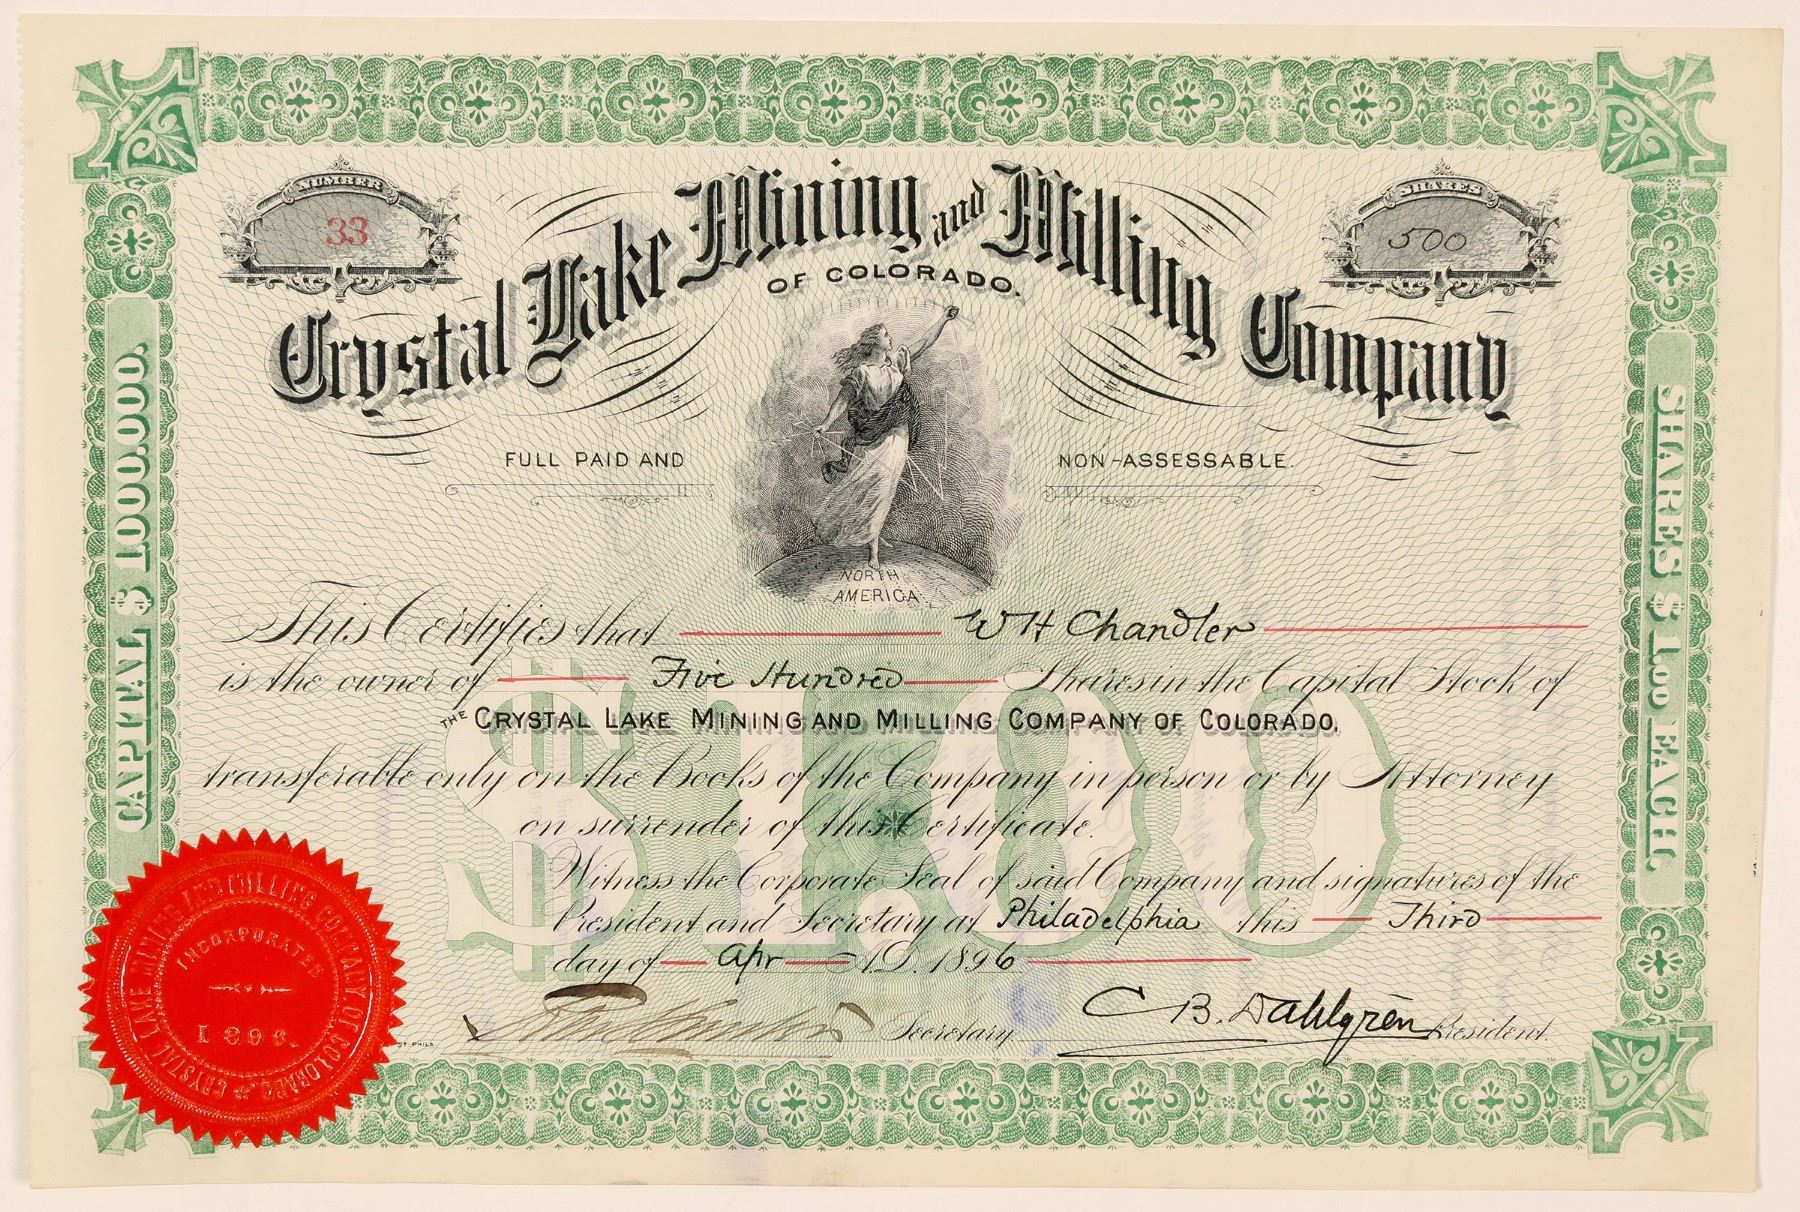 NUMBER
33
SHARES
500
Crystal Lake Mining and Milling Company
OF COLORADO.
FULL PAID AND
NON-ASSESSABLE.
NORTH
AMERICA
CAPITAL $ 1.000.000.
SHARES $ 1.00 EACH.
This Certifies that W H Chandler
is the owner of Five Hundred Shares in the Capital Stock of
THE CRYSTAL LAKE MINING AND MILLING COMPANY OF COLORADO,
transferable only on the Books of the Company in person or by Attorney
on surrender of this Certificate.
Witness the Corporate Seal of said Company and signatures of the
President and Secretary at Philadelphia this Third
day of Apr A.D. 1896
Secretary
C B. Dahlgren President.
$1.00
CRYSTAL LAKE MINING AND MILLING COMPANY, OF COLORADO
INCORPORATED
1896.
ST. PHILA.